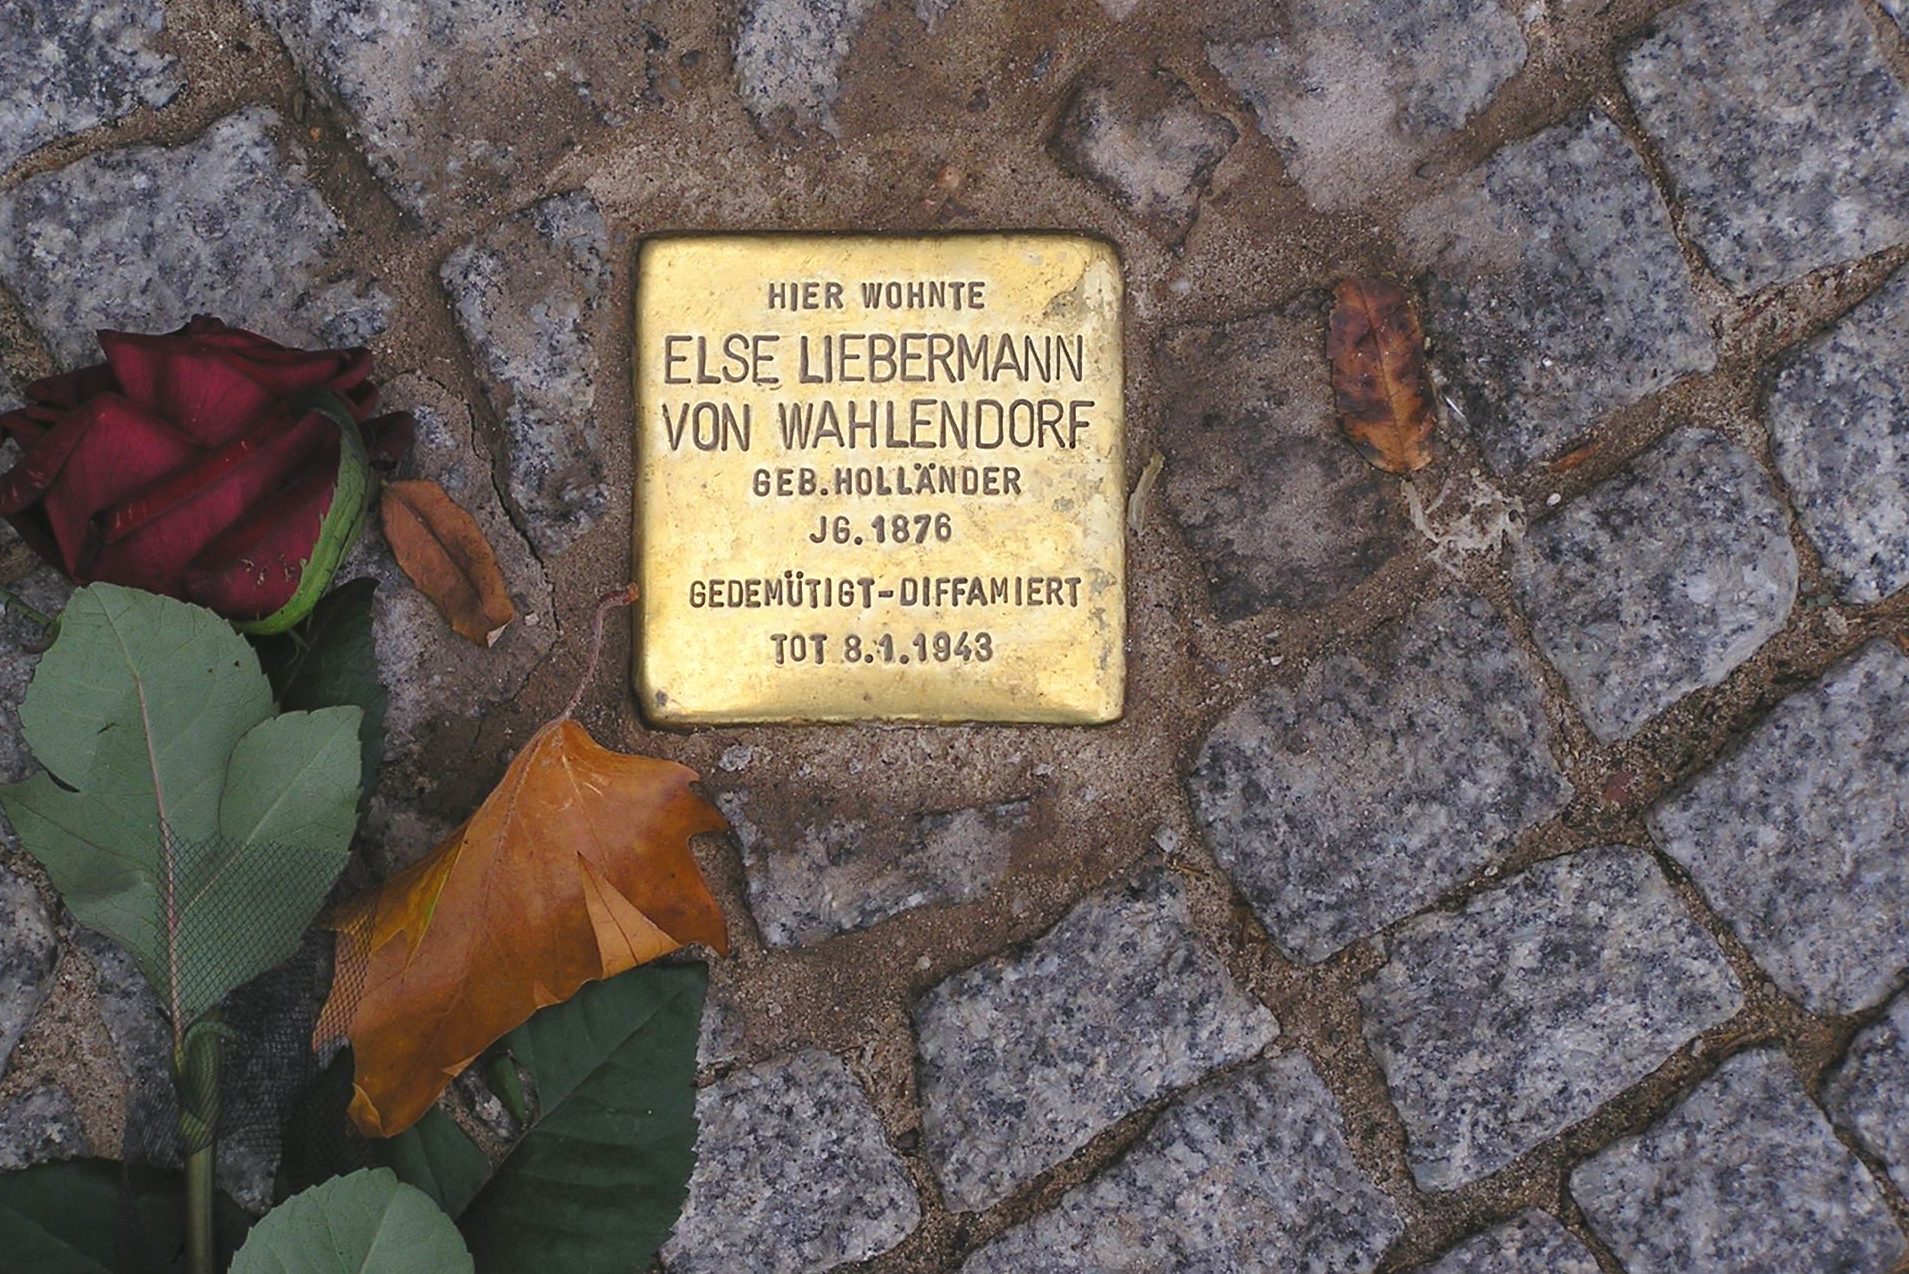 HIER WOHNTE
ELSE LIEBERMANN
VON WAHLENDORF
GEB.HOLLÄNDER
JG.1876
GEDEMÜTIGT-DIFFAMIERT
TOT 8.1.1943